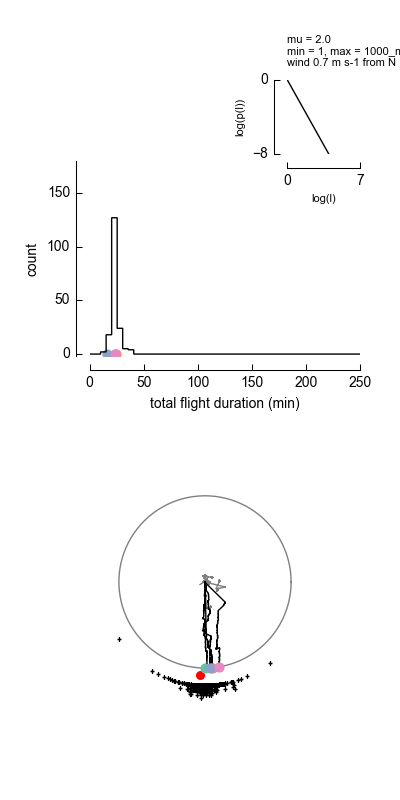 mu = 2.0
min = 1, max = 1000_m
wind 0.7 m s-1 from N
0
log(p(l))
−8
0 7
log(l)
150
100
50
0
count
0 50 100 150 200 250
total flight duration (min)